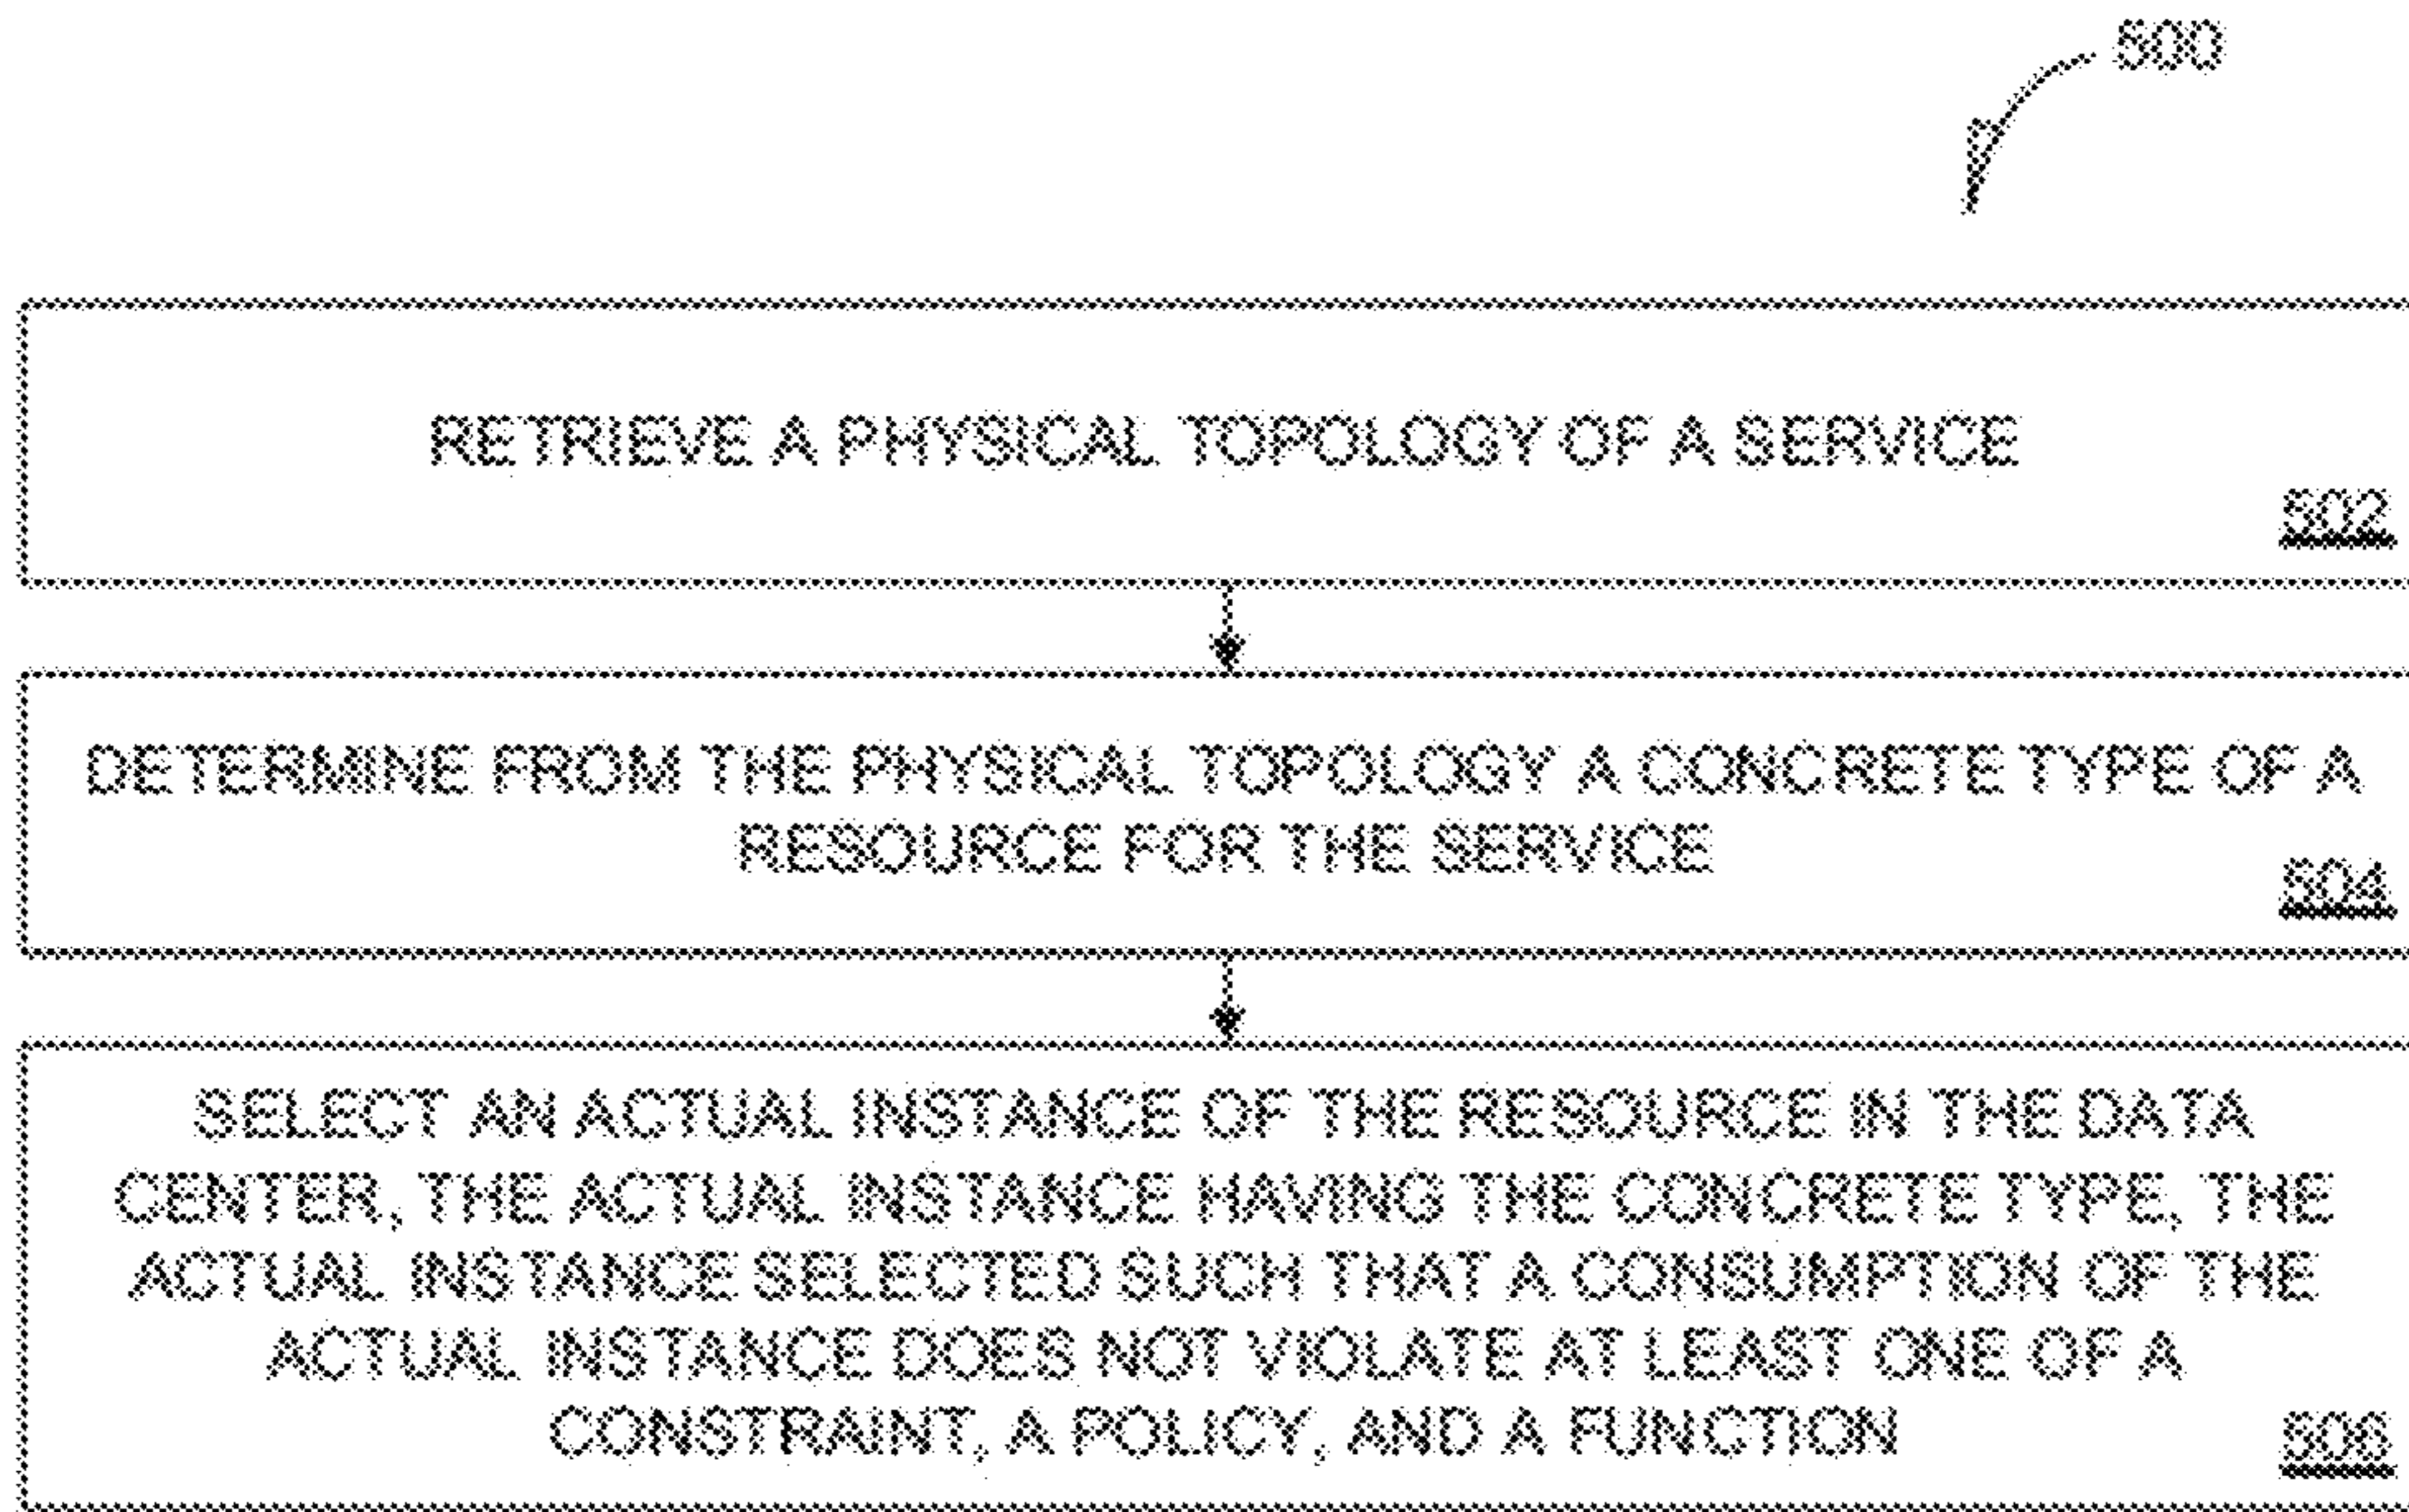 500
RETRIEVE A PHYSICAL TOPOLOGY OF A SERVICE
502
DETERMINE FROM THE PHYSICAL TOPOLOGY A CONCRETE TYPE OF A
RESOURCE FOR THE SERVICE
504
SELECT AN ACTUAL INSTANCE OF THE RESOURCE IN THE DATA
CENTER, THE ACTUAL INSTANCE HAVING THE CONCRETE TYPE, THE
ACTUAL INSTANCE SELECTED SUCH THAT A CONSUMPTION OF THE
ACTUAL INSTANCE DOES NOT VIOLATE AT LEAST ONE OF A
CONSTRAINT, A POLICY, AND A FUNCTION
506